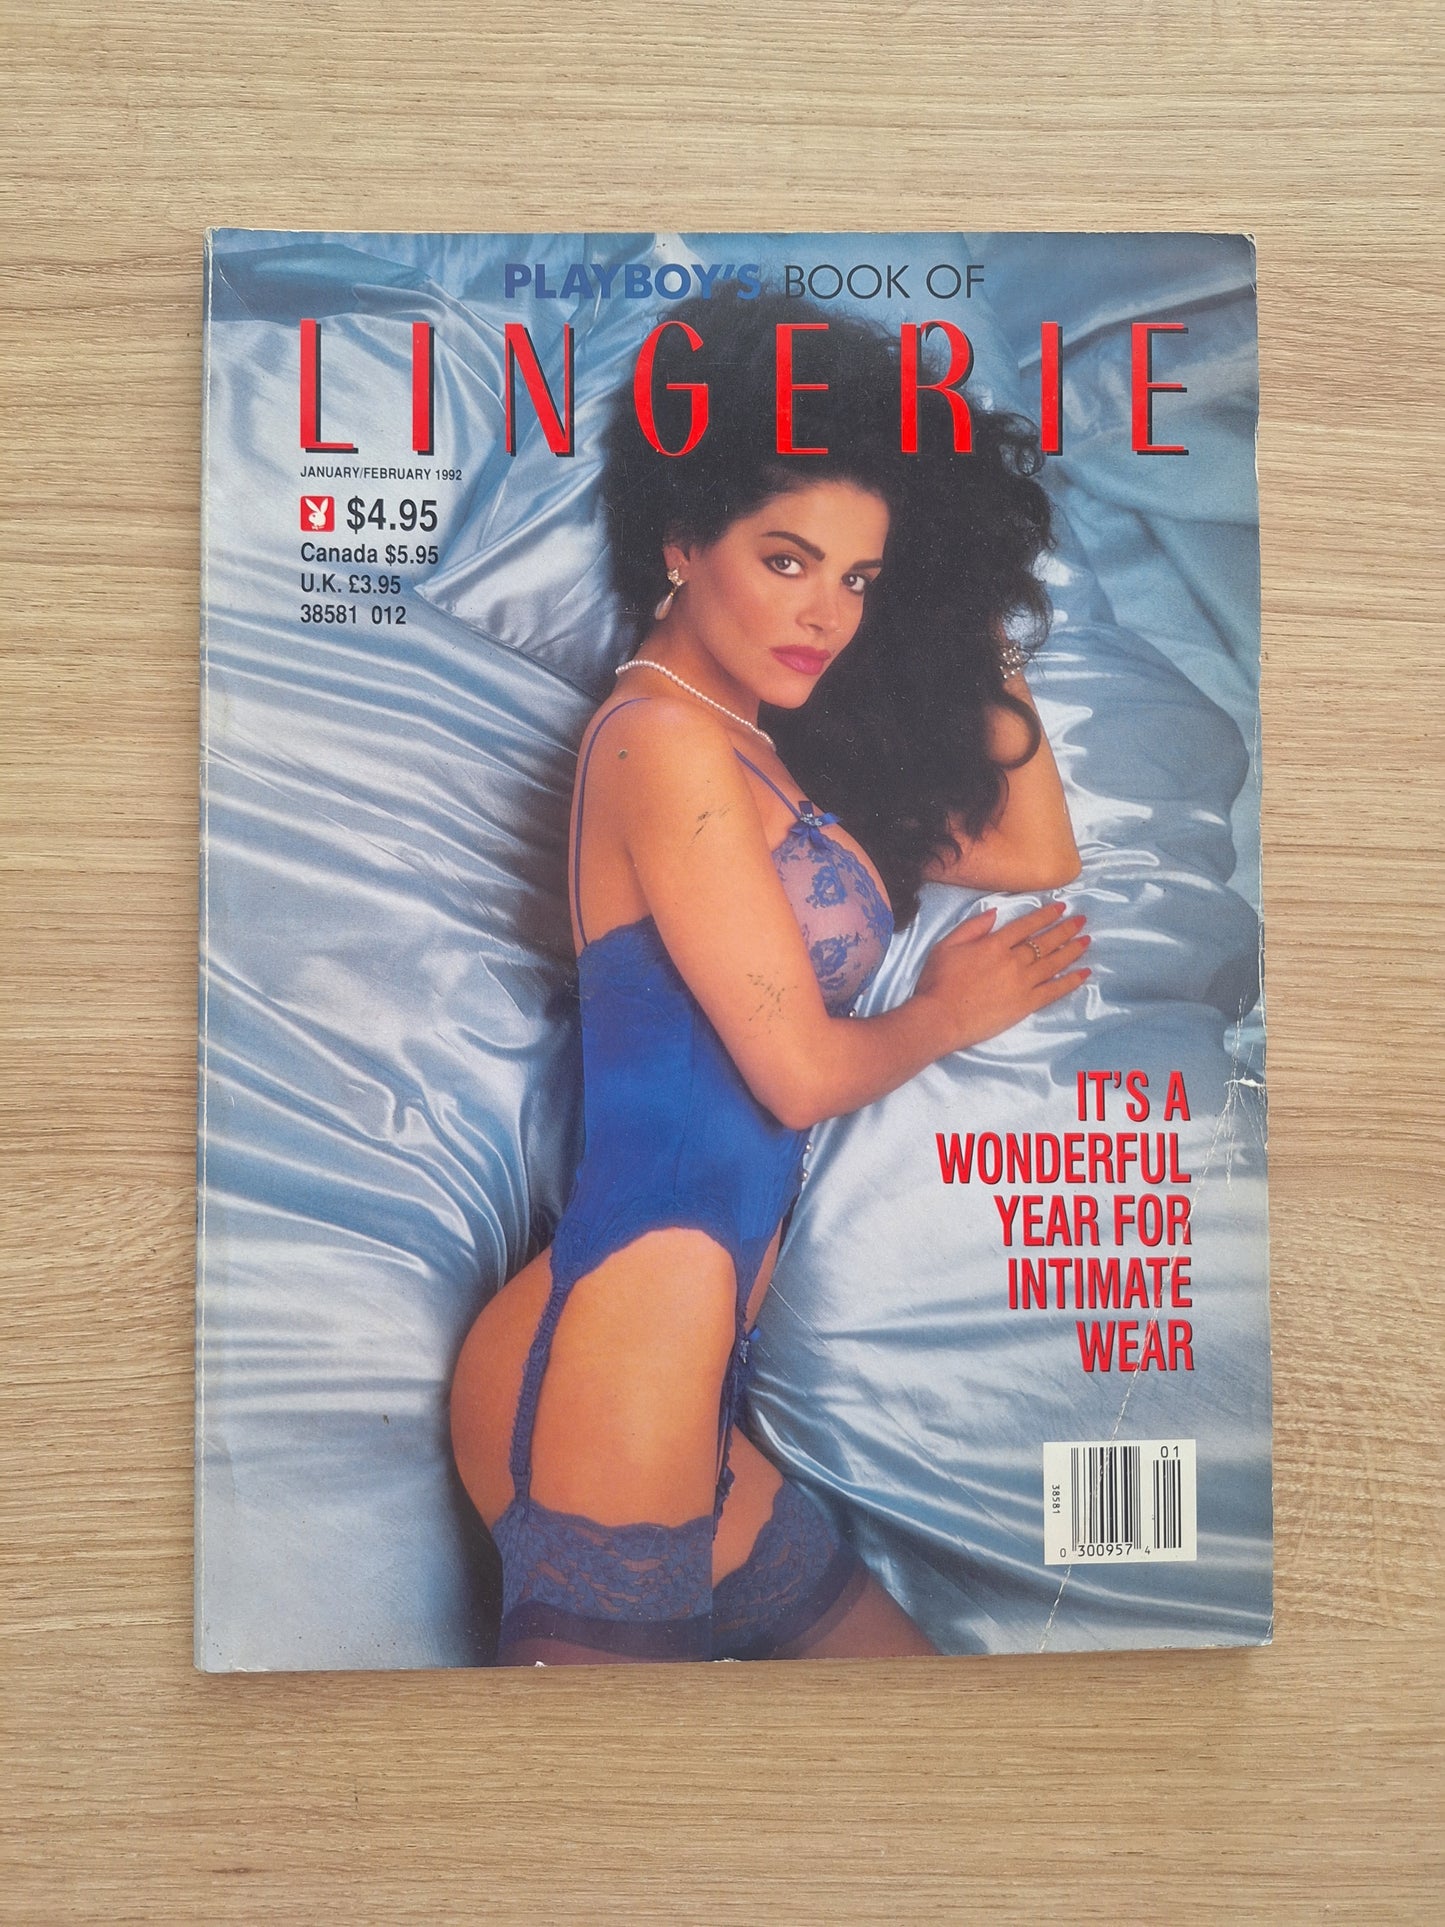 PLAYBOY'S BOOK OF
LINGERIE
JANUARY/FEBRUARY 1992
$4.95
Canada $5.95
U.K. £3.95
38581 012
IT'S A
WONDERFUL
YEAR FOR
INTIMATE
WEAR
01
38581
0 300957 4